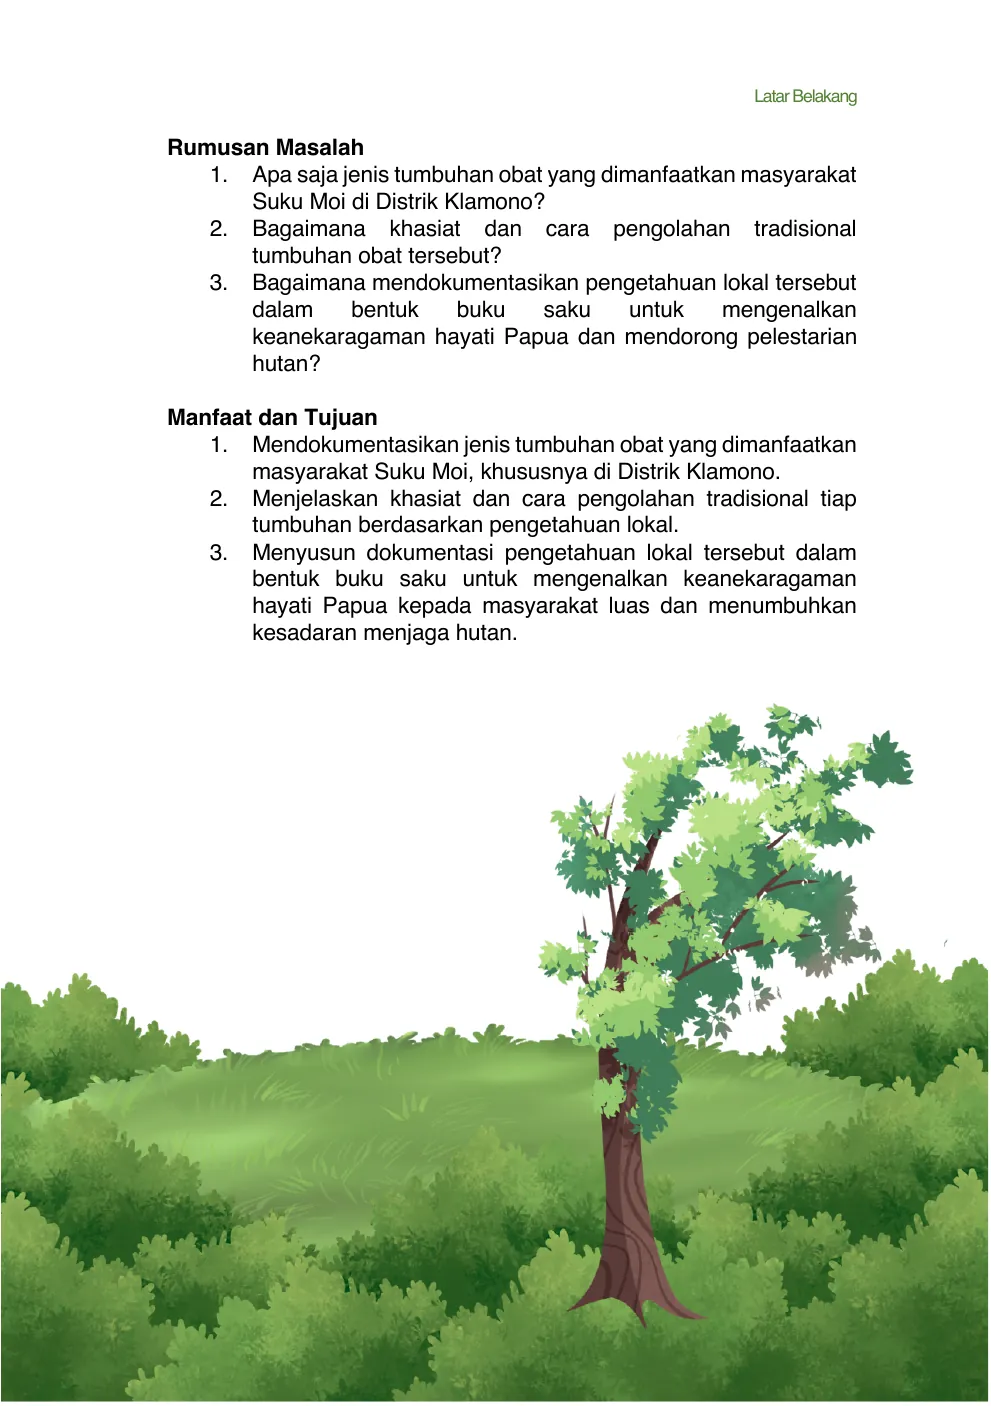 Latar Belakang
Rumusan Masalah
1. Apa saja jenis tumbuhan obat yang dimanfaatkan masyarakat
Suku Moi di Distrik Klamono?
2. Bagaimana khasiat dan cara pengolahan tradisional
tumbuhan obat tersebut?
3. Bagaimana mendokumentasikan pengetahuan lokal tersebut
dalam bentuk buku saku untuk mengenalkan
keanekaragaman hayati Papua dan mendorong pelestarian
hutan?
Manfaat dan Tujuan
1. Mendokumentasikan jenis tumbuhan obat yang dimanfaatkan
masyarakat Suku Moi, khususnya di Distrik Klamono.
2. Menjelaskan khasiat dan cara pengolahan tradisional tiap
tumbuhan berdasarkan pengetahuan lokal.
3. Menyusun dokumentasi pengetahuan lokal tersebut dalam
bentuk buku saku untuk mengenalkan keanekaragaman
hayati Papua kepada masyarakat luas dan menumbuhkan
kesadaran menjaga hutan.